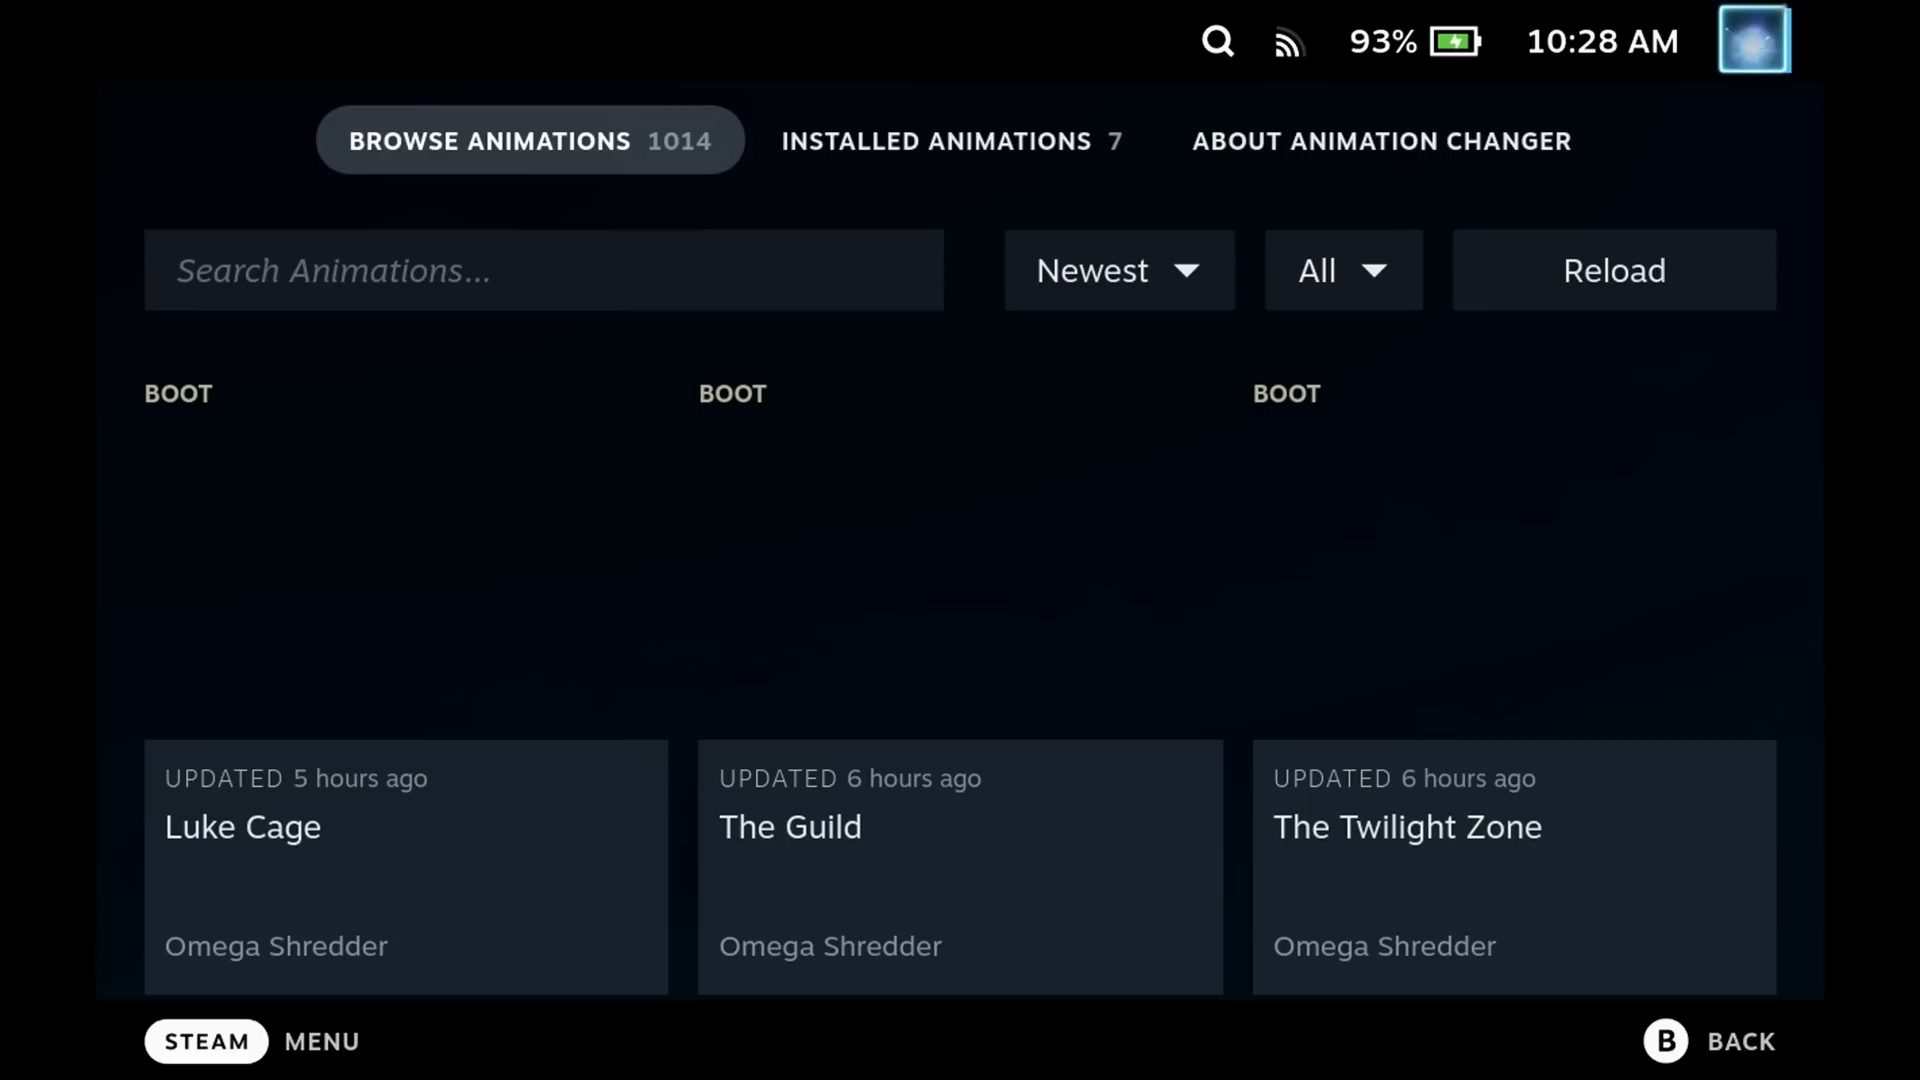 93% 10:28 AM
BROWSE ANIMATIONS 1014 INSTALLED ANIMATIONS 7 ABOUT ANIMATION CHANGER
Search Animations... Newest All Reload
BOOT BOOT BOOT
UPDATED 5 hours ago UPDATED 6 hours ago UPDATED 6 hours ago
Luke Cage The Guild The Twilight Zone
Omega Shredder Omega Shredder Omega Shredder
STEAM MENU B BACK